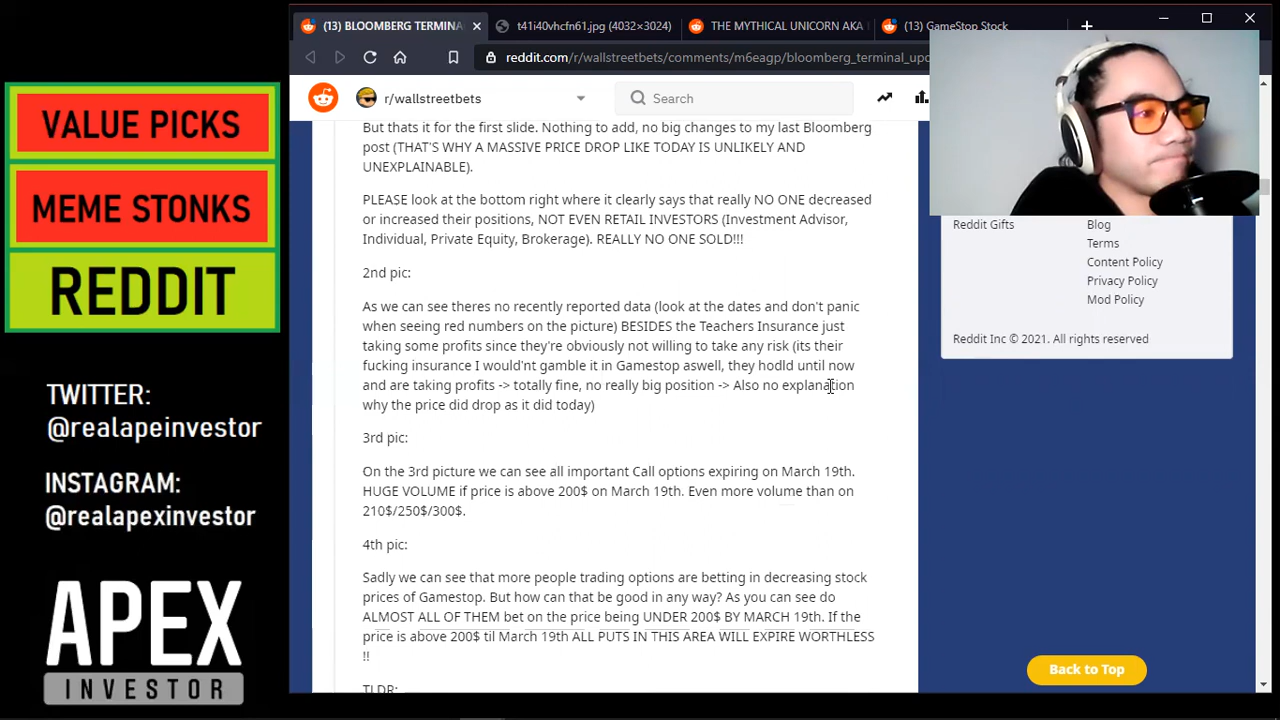 VALUE PICKS
MEME STONKS
REDDIT
TWITTER:
@realapeinvestor
INSTAGRAM:
@realapexinvestor
APEX
INVESTOR
(13) BLOOMBERG TERMINA
t41i40vhcfn61.jpg (4032×3024)
THE MYTHICAL UNICORN AKA
(13) GameStop Stock
reddit.com/r/wallstreetbets/comments/m6eagp/bloomberg_terminal_upd
r/wallstreetbets
Search
But thats it for the first slide. Nothing to add, no big changes to my last Bloomberg
post (THAT'S WHY A MASSIVE PRICE DROP LIKE TODAY IS UNLIKELY AND
UNEXPLAINABLE).
PLEASE look at the bottom right where it clearly says that really NO ONE decreased
or increased their positions, NOT EVEN RETAIL INVESTORS (Investment Advisor,
Individual, Private Equity, Brokerage). REALLY NO ONE SOLD!!!
2nd pic:
As we can see theres no recently reported data (look at the dates and don't panic
when seeing red numbers on the picture) BESIDES the Teachers Insurance just
taking some profits since they're obviously not willing to take any risk (its their
fucking insurance I would'nt gamble it in Gamestop aswell, they hodld until now
and are taking profits -> totally fine, no really big position -> Also no explanation
why the price did drop as it did today)
3rd pic:
On the 3rd picture we can see all important Call options expiring on March 19th.
HUGE VOLUME if price is above 200$ on March 19th. Even more volume than on
210$/250$/300$.
4th pic:
Sadly we can see that more people trading options are betting in decreasing stock
prices of Gamestop. But how can that be good in any way? As you can see do
ALMOST ALL OF THEM bet on the price being UNDER 200$ BY MARCH 19th. If the
price is above 200$ til March 19th ALL PUTS IN THIS AREA WILL EXPIRE WORTHLESS
!!
TLDR:
Reddit Gifts
Blog
Terms
Content Policy
Privacy Policy
Mod Policy
Reddit Inc © 2021. All rights reserved
Back to Top